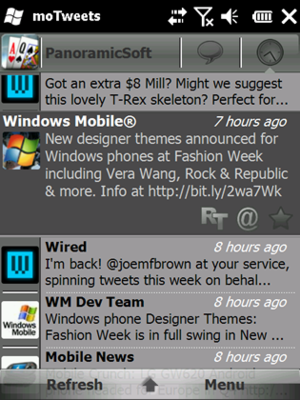 moTweets
PanoramicSoft
Got an extra $8 Mill? Might we suggest
this lovely T-Rex skeleton? Perfect for...
Windows Mobile® 7 hours ago
New designer themes announced for
Windows phones at Fashion Week
including Vera Wang, Rock & Republic
& more. Info at http://bit.ly/2wa7Wk
RT @
Wired 8 hours ago
I'm back! @joemfbrown at your service,
spinning tweets this week on behal...
WM Dev Team 8 hours ago
Windows phone Designer Themes:
Fashion Week is in full swing in New ...
Windows
Mobile
Mobile News 8 hours ago
Mobile Crunch:
Refresh Menu